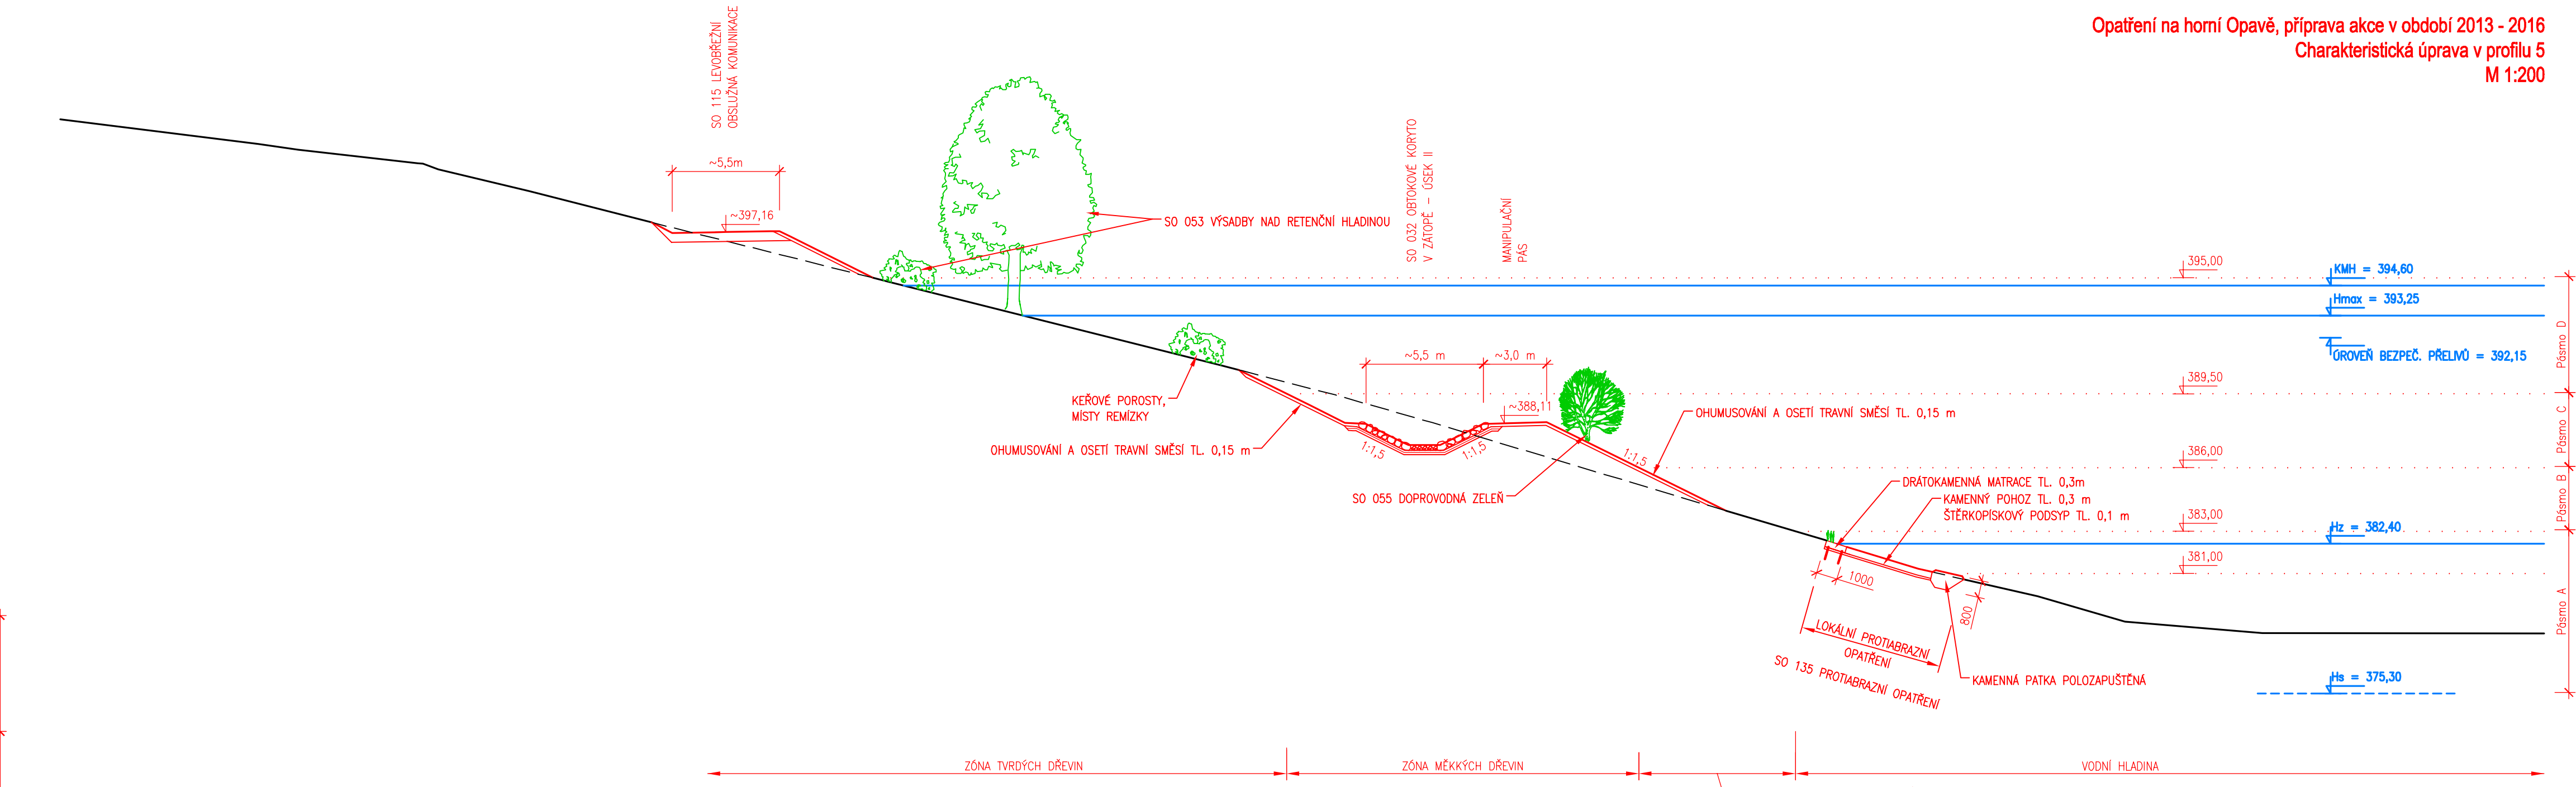 Opatření na horní Opavě, příprava akce v období 2013 - 2016
Charakteristická úprava v profilu 5
M 1:200
SO 115 LEVOBŘEŽNÍ
OBSLUŽNÁ KOMUNIKACE
~5,5m
~397,16
SO 053 VÝSADBY NAD RETENČNÍ HLADINOU
SO 032 OBTOKOVÉ KORYTO
V ZÁTOPĚ - ÚSEK II
MANIPULAČNÍ
PÁS
395,00
KMH = 394,60
Hmax = 393,25
ÚROVEŇ BEZPEČ. PŘELIVŮ = 392,15
Pásmo D
~5,5 m
~3,0 m
389,50
KEŘOVÉ POROSTY,
MÍSTY REMÍZKY
~388,11
OHUMUSOVÁNÍ A OSETÍ TRAVNÍ SMĚSÍ TL. 0,15 m
Pásmo C
OHUMUSOVÁNÍ A OSETÍ TRAVNÍ SMĚSÍ TL. 0,15 m
1:1,5
1:1,5
1:1,5
386,00
SO 055 DOPROVODNÁ ZELEŇ
DRÁTOKAMENNÁ MATRACE TL. 0,3m
KAMENNÝ POHOZ TL. 0,3 m
ŠTĚRKOPÍSKOVÝ PODSYP TL. 0,1 m
Pásmo B
383,00
Hz = 382,40
381,00
1000
800
Pásmo A
LOKÁLNÍ PROTIABRAZNÍ
OPATŘENÍ
SO 135 PROTIABRAZNÍ OPATŘENÍ
KAMENNÁ PATKA POLOZAPUŠTĚNÁ
Hs = 375,30
ZÓNA TVRDÝCH DŘEVIN
ZÓNA MĚKKÝCH DŘEVIN
VODNÍ HLADINA